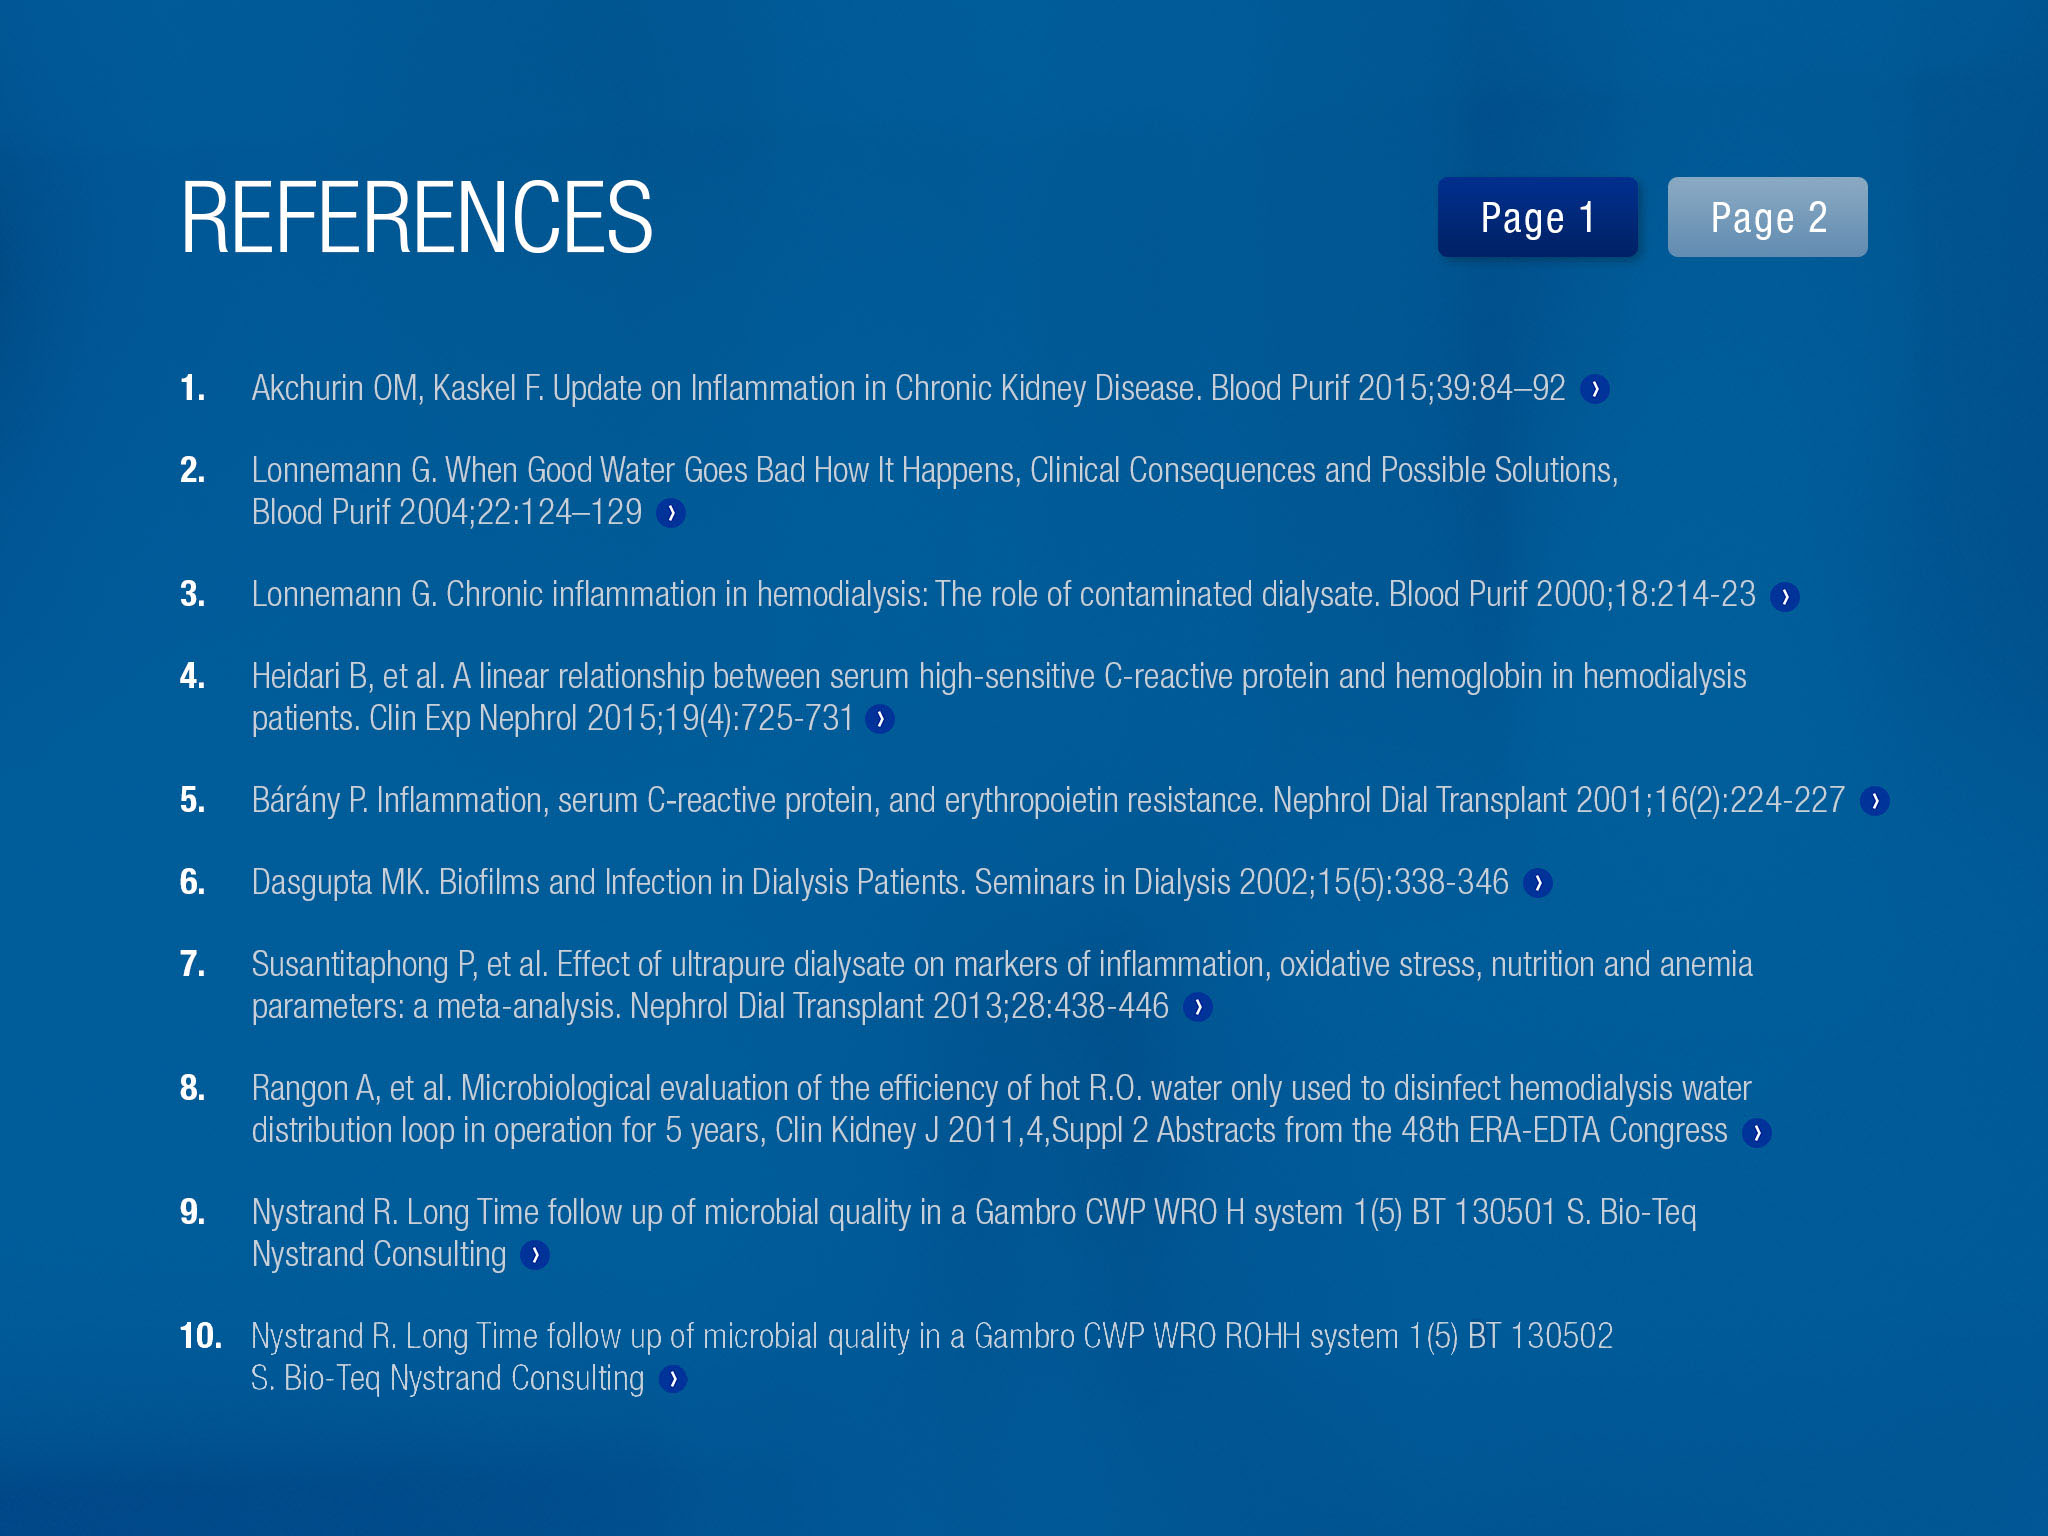 REFERENCES
Page 1
Page 2
1. Akchurin OM, Kaskel F. Update on Inflammation in Chronic Kidney Disease. Blood Purif 2015;39:84–92
2. Lonnemann G. When Good Water Goes Bad How It Happens, Clinical Consequences and Possible Solutions,
Blood Purif 2004;22:124–129
3. Lonnemann G. Chronic inflammation in hemodialysis: The role of contaminated dialysate. Blood Purif 2000;18:214-23
4. Heidari B, et al. A linear relationship between serum high-sensitive C-reactive protein and hemoglobin in hemodialysis
patients. Clin Exp Nephrol 2015;19(4):725-731
5. Bárány P. Inflammation, serum C-reactive protein, and erythropoietin resistance. Nephrol Dial Transplant 2001;16(2):224-227
6. Dasgupta MK. Biofilms and Infection in Dialysis Patients. Seminars in Dialysis 2002;15(5):338-346
7. Susantitaphong P, et al. Effect of ultrapure dialysate on markers of inflammation, oxidative stress, nutrition and anemia
parameters: a meta-analysis. Nephrol Dial Transplant 2013;28:438-446
8. Rangon A, et al. Microbiological evaluation of the efficiency of hot R.O. water only used to disinfect hemodialysis water
distribution loop in operation for 5 years, Clin Kidney J 2011,4,Suppl 2 Abstracts from the 48th ERA-EDTA Congress
9. Nystrand R. Long Time follow up of microbial quality in a Gambro CWP WRO H system 1(5) BT 130501 S. Bio-Teq
Nystrand Consulting
10. Nystrand R. Long Time follow up of microbial quality in a Gambro CWP WRO ROHH system 1(5) BT 130502
S. Bio-Teq Nystrand Consulting